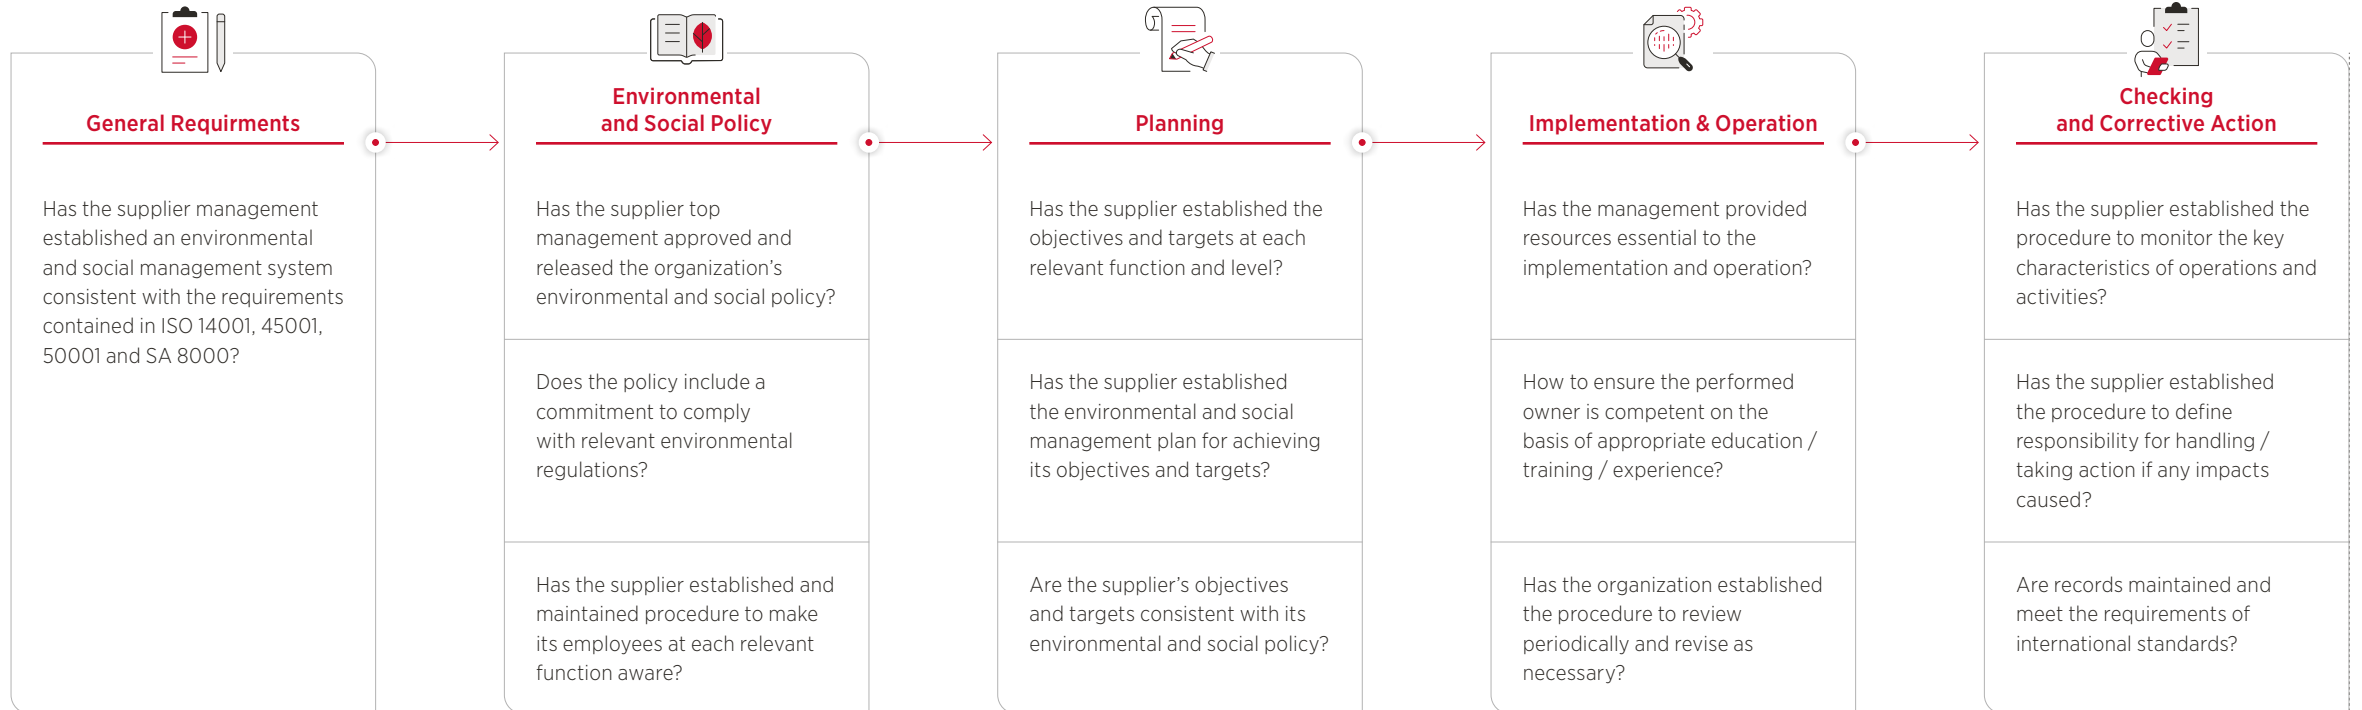 General Requirments
Has the supplier management
established an environmental
and social management system
consistent with the requirements
contained in ISO 14001, 45001,
50001 and SA 8000?
Environmental
and Social Policy
Has the supplier top
management approved and
released the organization’s
environmental and social policy?
Does the policy include a
commitment to comply
with relevant environmental
regulations?
Has the supplier established and
maintained procedure to make
its employees at each relevant
function aware?
Planning
Has the supplier established the
objectives and targets at each
relevant function and level?
Has the supplier established
the environmental and social
management plan for achieving
its objectives and targets?
Are the supplier’s objectives
and targets consistent with its
environmental and social policy?
Implementation & Operation
Has the management provided
resources essential to the
implementation and operation?
How to ensure the performed
owner is competent on the
basis of appropriate education /
training / experience?
Has the organization established
the procedure to review
periodically and revise as
necessary?
Checking
and Corrective Action
Has the supplier established the
procedure to monitor the key
characteristics of operations and
activities?
Has the supplier established
the procedure to define
responsibility for handling /
taking action if any impacts
caused?
Are records maintained and
meet the requirements of
international standards?